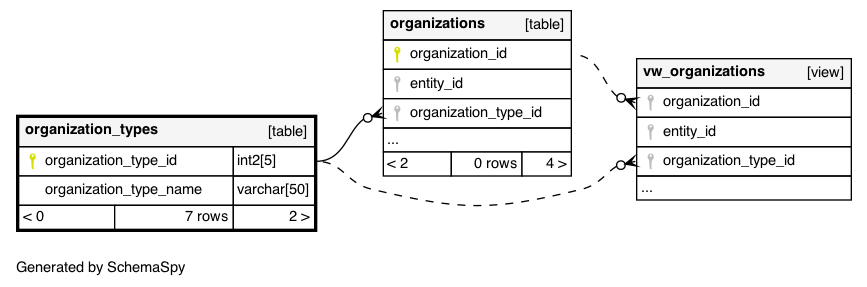 organizations [table]
organization_id
entity_id
organization_type_id
...
< 2 0 rows 4 >
vw_organizations [view]
organization_id
entity_id
organization_type_id
...
organization_types [table]
organization_type_id int2[5]
organization_type_name varchar[50]
< 0 7 rows 2 >
Generated by SchemaSpy